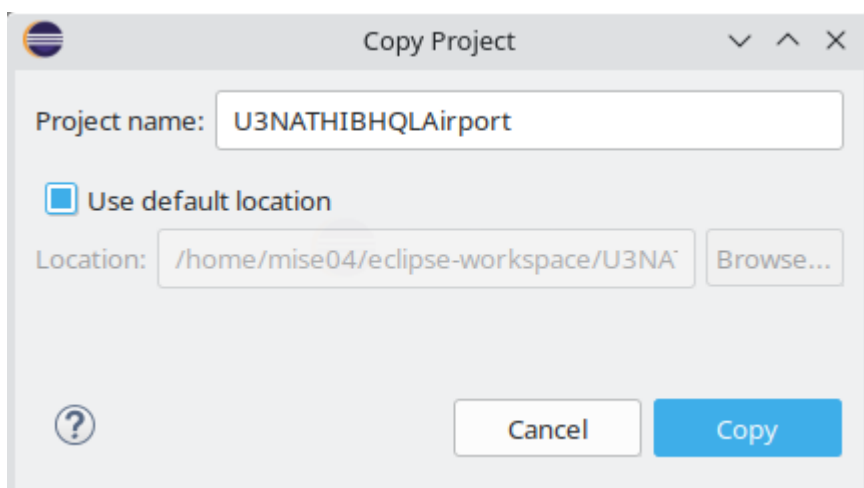 Copy Project
Project name: U3NATHIBHQLAirport
Use default location
Location: /home/mise04/eclipse-workspace/U3NA Browse...
? Cancel Copy